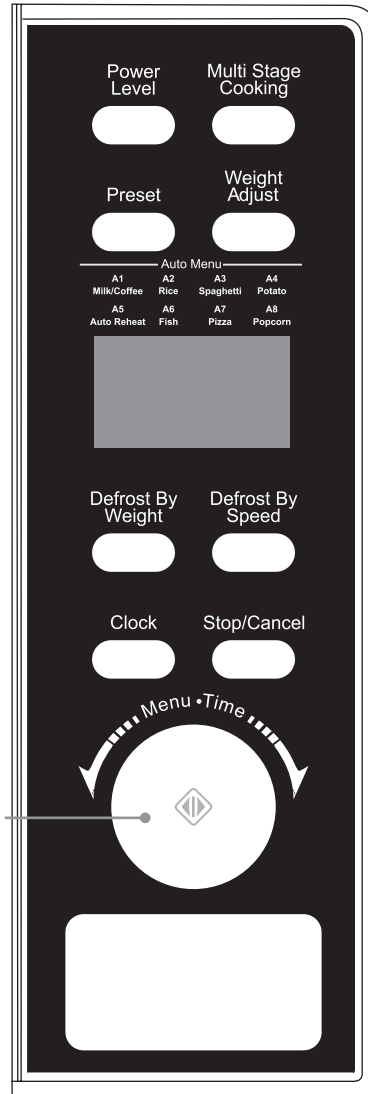 Power Level
Multi Stage Cooking
Preset
Weight Adjust
Auto Menu
A1 A2 A3 A4
Milk/Coffee Rice Spaghetti Potato
A5 A6 A7 A8
Auto Reheat Fish Pizza Popcorn
Defrost By Weight
Defrost By Speed
Clock
Stop/Cancel
Menu •Time